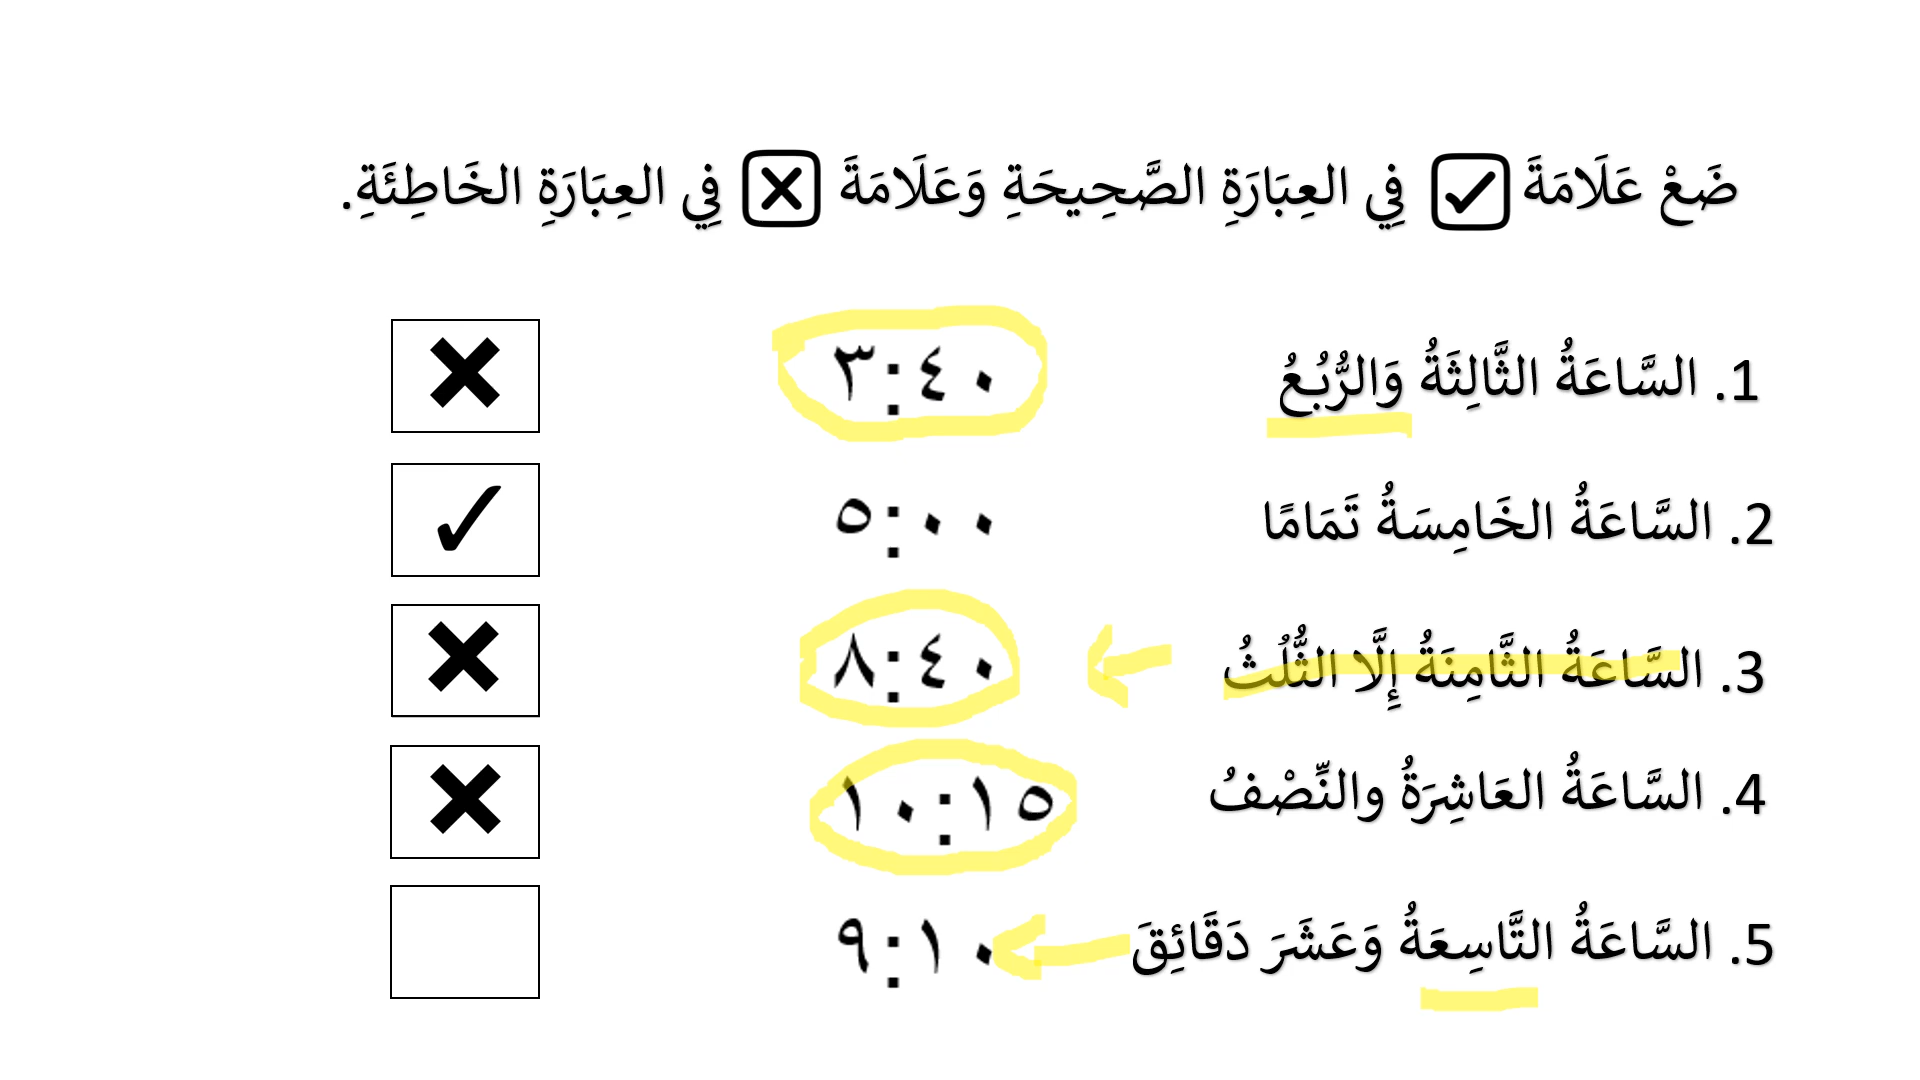 ضَعْ عَلَامَةَ ✓ فِي العِبَارَةِ الصَّحِيحَةِ وَعَلَامَةَ ✕ فِي العِبَارَةِ الخَاطِئَةِ.
1. السَّاعَةُ الثَّالِثَةُ وَالرُّبُعُ ٣:٤٠ ✖
2. السَّاعَةُ الخَامِسَةُ تَمَامًا ٥:٠٠ ✓
3. السَّاعَةُ الثَّامِنَةُ إِلَّا الثُّلُثُ ٨:٤٠ ✖
4. السَّاعَةُ العَاشِرَةُ والنِّصْفُ ١٠:١٥ ✖
5. السَّاعَةُ التَّاسِعَةُ وَعَشَرَ دَقَائِقَ ٩:١٠